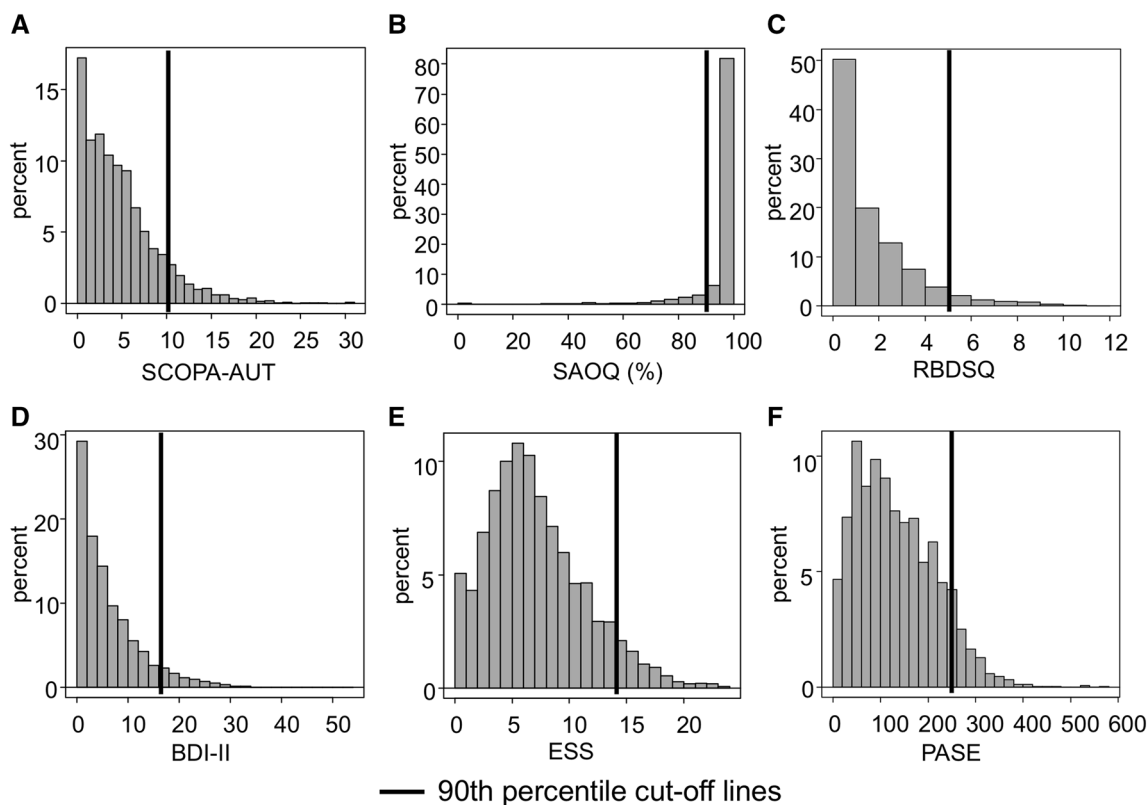 A
percent
15
10
5
0
0 5 10 15 20 25 30
SCOPA-AUT
B
percent
80
70
60
50
40
30
20
10
0
0 20 40 60 80 100
SAOQ (%)
C
percent
50
40
30
20
10
0
0 2 4 6 8 10 12
RBDSQ
D
percent
30
20
10
0
0 10 20 30 40 50
BDI-II
E
percent
10
5
0
0 5 10 15 20
ESS
F
percent
10
5
0
0 100 200 300 400 500 600
PASE
90th percentile cut-off lines